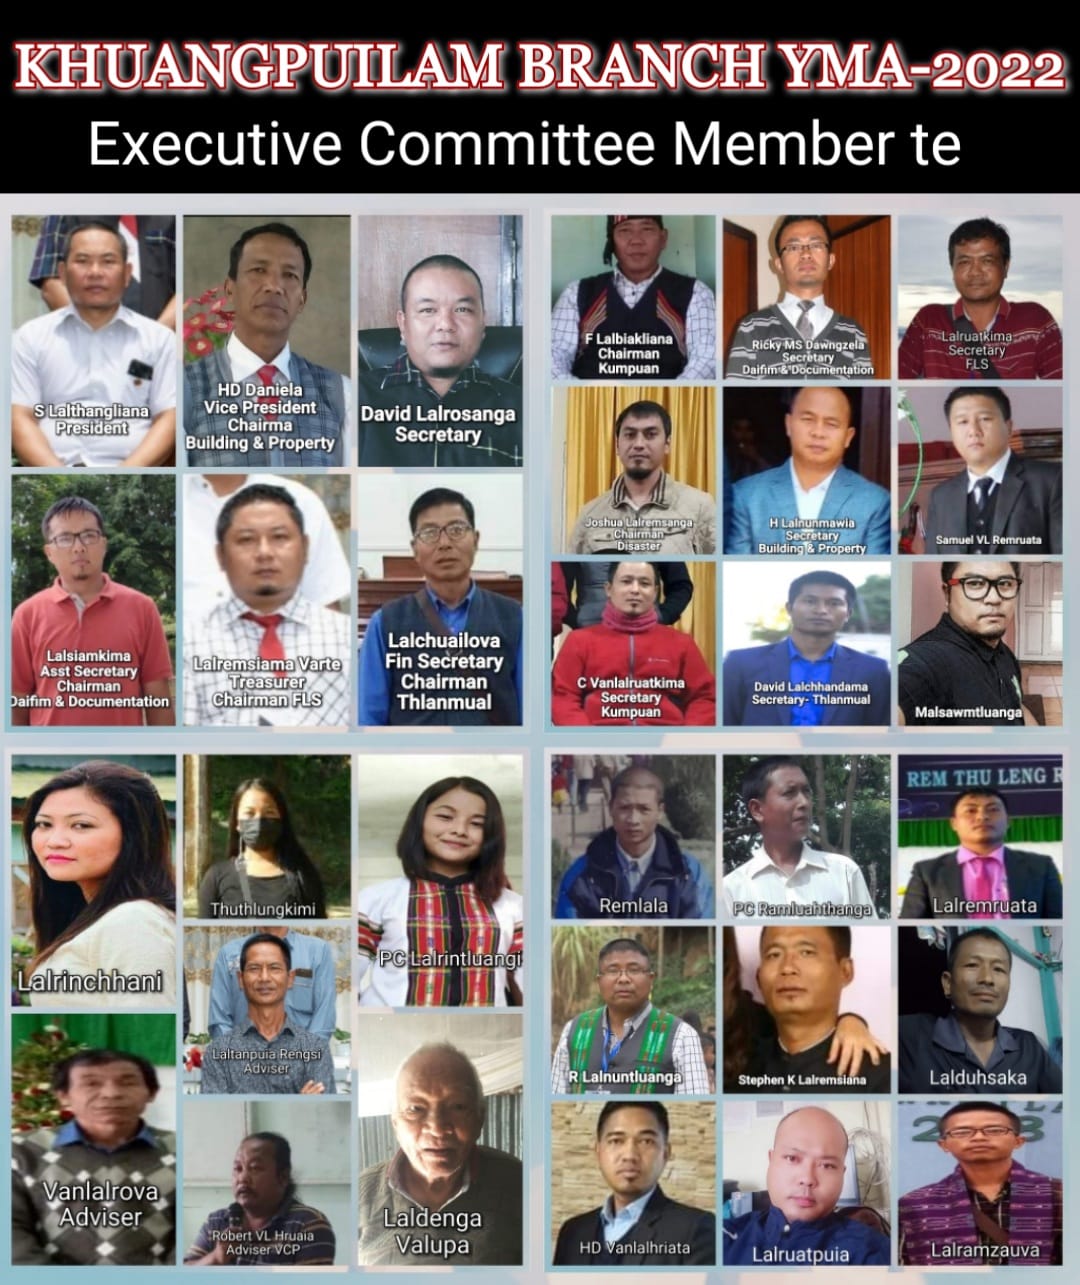 KHUANGPUILAM BRANCH YMA-2022
Executive Committee Member te
S Lalthangliana
President
HD Daniela
Vice President
Chairma
Building & Property
David Lalrosanga
Secretary
Lalsiamkima
Asst Secretary
Chairman
Daifim & Documentation
Lalremsiama Varte
Treasurer
Chairman FLS
Lalchuailova
Fin Secretary
Chairman
Thlanmual
F Lalbiakliana
Chairman
Kumpuan
Ricky MS Dawngzela
Secretary
Daifim & Documentation
Lalruatkima
Secretary
FLS
Joshua Lalremsanga
Chairman
Disaster
H Lalnunmawia
Secretary
Building & Property
Samuel VL Remruata
C Vanlalruatkima
Secretary
Kumpuan
David Lalchhandama
Secretary- Thlanmual
Malsawmtluanga
Lalrinchhani
Thuthlungkimi
PC Lalrintluangi
Laltanpuia Rengsi
Adviser
Vanlalrova
Adviser
Robert VL Hruaia
Adviser VCP
Laldenga
Valupa
Remlala
PC Ramluahthanga
REM THU LENG R
Lalremruata
R Lalnuntluanga
Stephen K Lalremsiana
Lalduhsaka
HD Vanlalhriata
Lalruatpuia
Lalramzauva